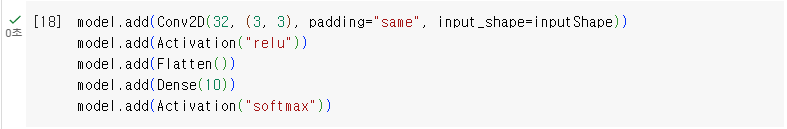 [18] model.add(Conv2D(32, (3, 3), padding="same", input_shape=inputShape))
0초 model.add(Activation("relu"))
model.add(Flatten())
model.add(Dense(10))
model.add(Activation("softmax"))